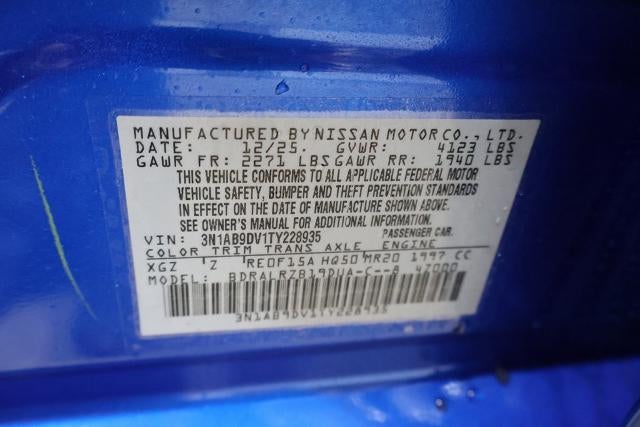 MANUFACTURED BY NISSAN MOTOR CO., LTD.
DATE: 12/25. GVWR: 4123 LBS
GAWR FR: 2271 LBS GAWR RR: 1940 LBS
THIS VEHICLE CONFORMS TO ALL APPLICABLE FEDERAL MOTOR
VEHICLE SAFETY, BUMPER AND THEFT PREVENTION STANDARDS
IN EFFECT ON THE DATE OF MANUFACTURE SHOWN ABOVE.
SEE OWNER'S MANUAL FOR ADDITIONAL INFORMATION
VIN: 3N1AB9DV1TY228935 PASSENGER CAR.
COLOR TRIM TRANS AXLE ENGINE
XGZ Z RE0F15A HG50 MR20 1997 CC
MODEL: BDRALRZB19DUA-C--A 47000
3N1AB9DV1TY228935